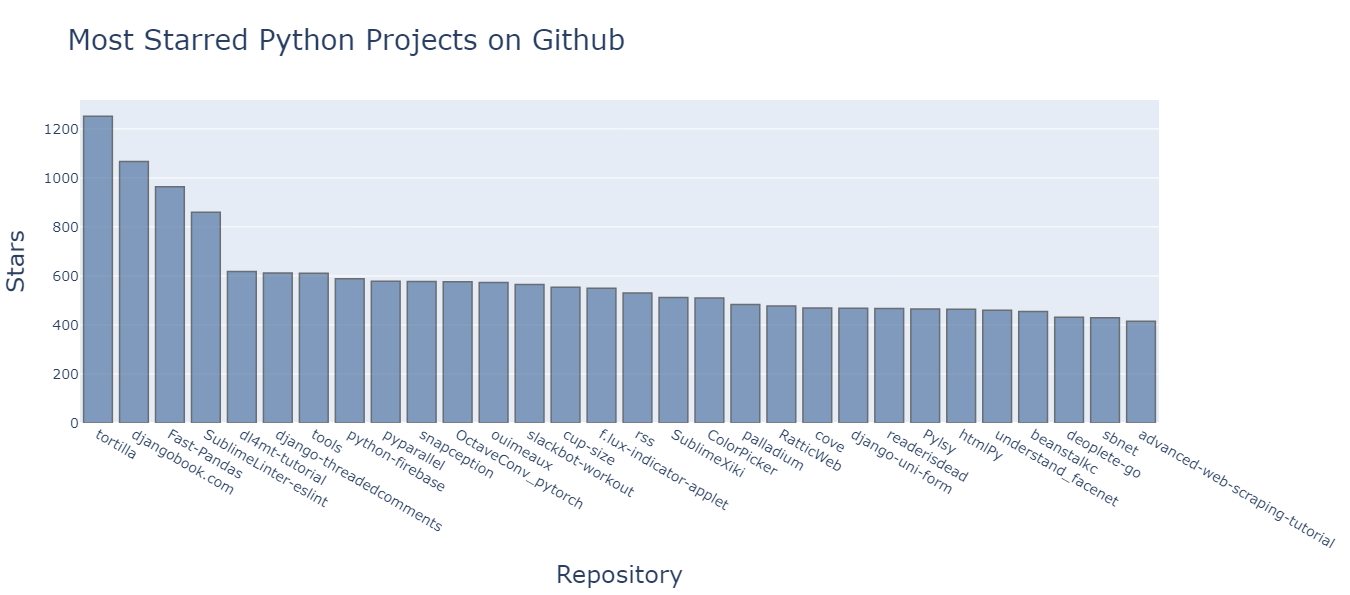 Most Starred Python Projects on Github
Stars
1200
1000
800
600
400
200
0
tortilla
djangobook.com
Fast-Pandas
SublimeLinter-eslint
dl4mt-tutorial
django-threadedcomments
tools
python-firebase
pyparallel
snapception
OctaveConv_pytorch
ouimeaux
slackbot-workout
cup-size
f.lux-indicator-applet
rss
SublimeXiki
ColorPicker
palladium
RatticWeb
cove
django-uni-form
readerisdead
PyIsy
htmlPy
understand_facenet
beanstalkc
deoplete-go
sbnet
advanced-web-scraping-tutorial
Repository